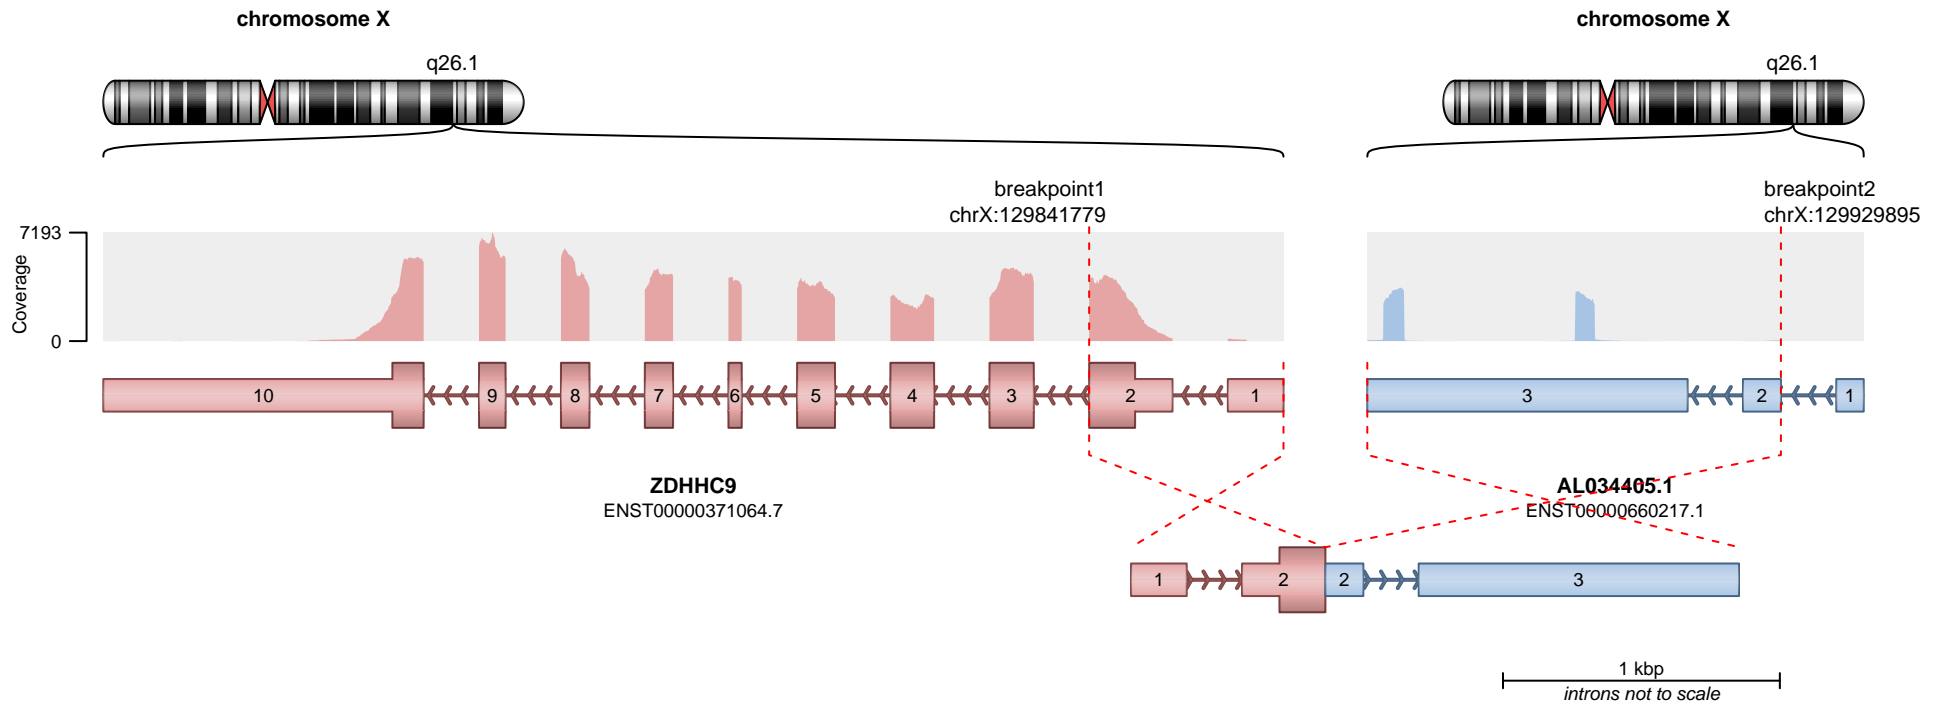 chromosome X
chromosome X
q26.1
q26.1
breakpoint1
chrX:129841779
breakpoint2
chrX:129929895
7193
Coverage
0
10 9 8 7 6 5 4 3 2 1
3 2 1
ZDHHC9
ENST00000371064.7
AL034405.1
ENST00000660217.1
1 2 2 3
1 kbp
introns not to scale